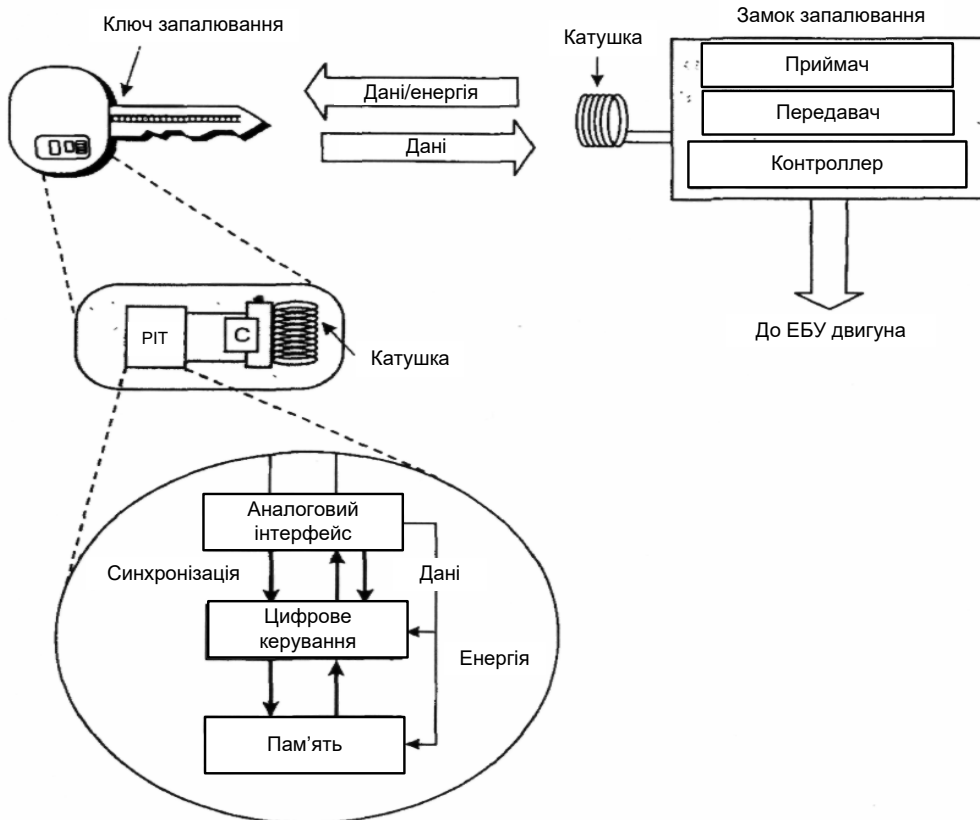 Ключ запалювання
Замок запалювання
Катушка
Приймач
Дані/енергія
Передавач
Дані
Контроллер
До ЕБУ двигуна
PIT
C
Катушка
Аналоговий
інтерфейс
Синхронізація
Дані
Цифрове
керування
Енергія
Пам’ять